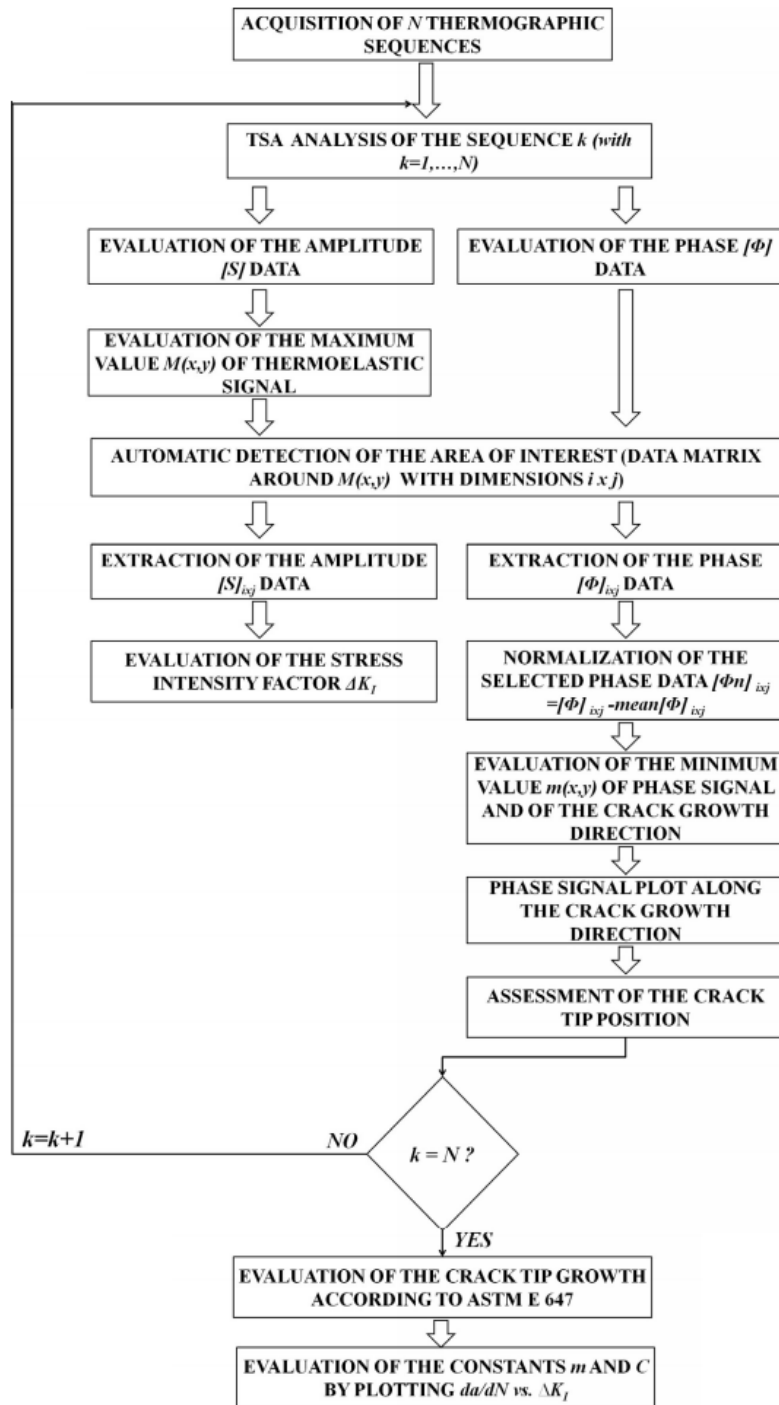 ACQUISITION OF N THERMOGRAPHIC
SEQUENCES
TSA ANALYSIS OF THE SEQUENCE k (with
k=1,...,N)
EVALUATION OF THE AMPLITUDE
[S] DATA
EVALUATION OF THE PHASE [Φ]
DATA
EVALUATION OF THE MAXIMUM
VALUE M(x,y) OF THERMOELASTIC
SIGNAL
AUTOMATIC DETECTION OF THE AREA OF INTEREST (DATA MATRIX
AROUND M(x,y) WITH DIMENSIONS i x j)
EXTRACTION OF THE AMPLITUDE
[S]ixj DATA
EXTRACTION OF THE PHASE
[Φ]ixj DATA
EVALUATION OF THE STRESS
INTENSITY FACTOR ΔKI
NORMALIZATION OF THE
SELECTED PHASE DATA [Φn] ixj
=[Φ] ixj -mean[Φ] ixj
EVALUATION OF THE MINIMUM
VALUE m(x,y) OF PHASE SIGNAL
AND OF THE CRACK GROWTH
DIRECTION
PHASE SIGNAL PLOT ALONG
THE CRACK GROWTH
DIRECTION
ASSESSMENT OF THE CRACK
TIP POSITION
k=k+1
NO
k = N ?
YES
EVALUATION OF THE CRACK TIP GROWTH
ACCORDING TO ASTM E 647
EVALUATION OF THE CONSTANTS m AND C
BY PLOTTING da/dN vs. ΔKI